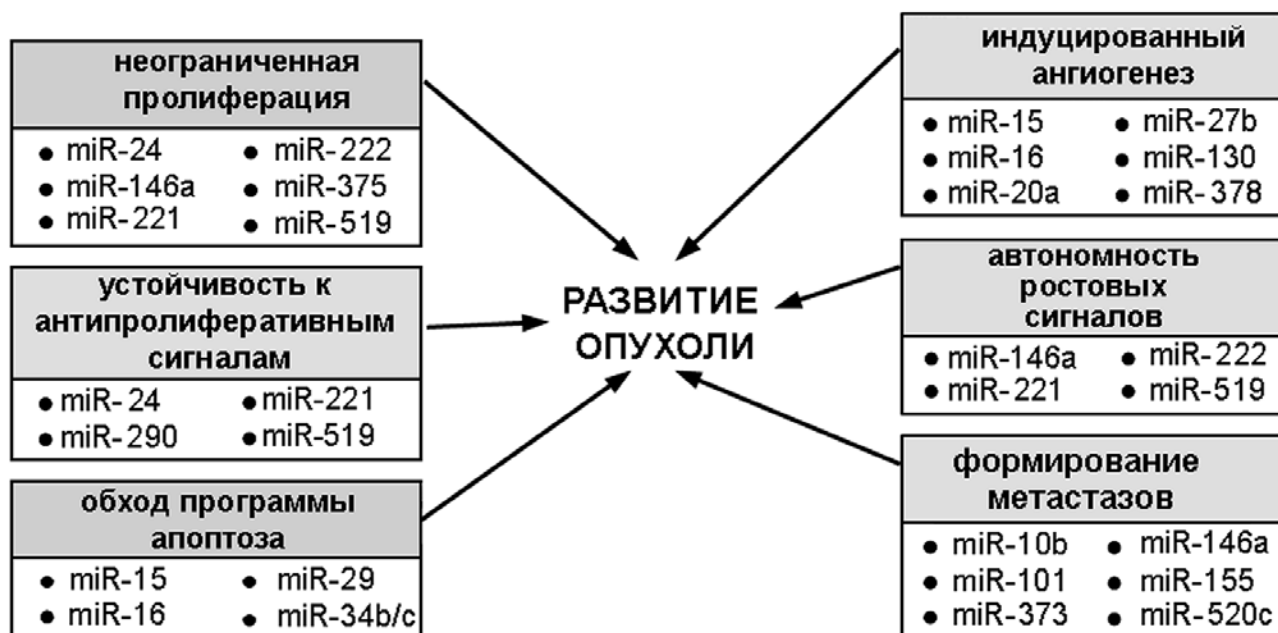 неограниченная
пролиферация
• miR-24 • miR-222
• miR-146a • miR-375
• miR-221 • miR-519
устойчивость к
антипролиферативным
сигналам
• miR-24 • miR-221
• miR-290 • miR-519
обход программы
апоптоза
• miR-15 • miR-29
• miR-16 • miR-34b/c
РАЗВИТИЕ
ОПУХОЛИ
индуцированный
ангиогенез
• miR-15 • miR-27b
• miR-16 • miR-130
• miR-20a • miR-378
автономность
ростовых
сигналов
• miR-146a • miR-222
• miR-221 • miR-519
формирование
метастазов
• miR-10b • miR-146a
• miR-101 • miR-155
• miR-373 • miR-520c